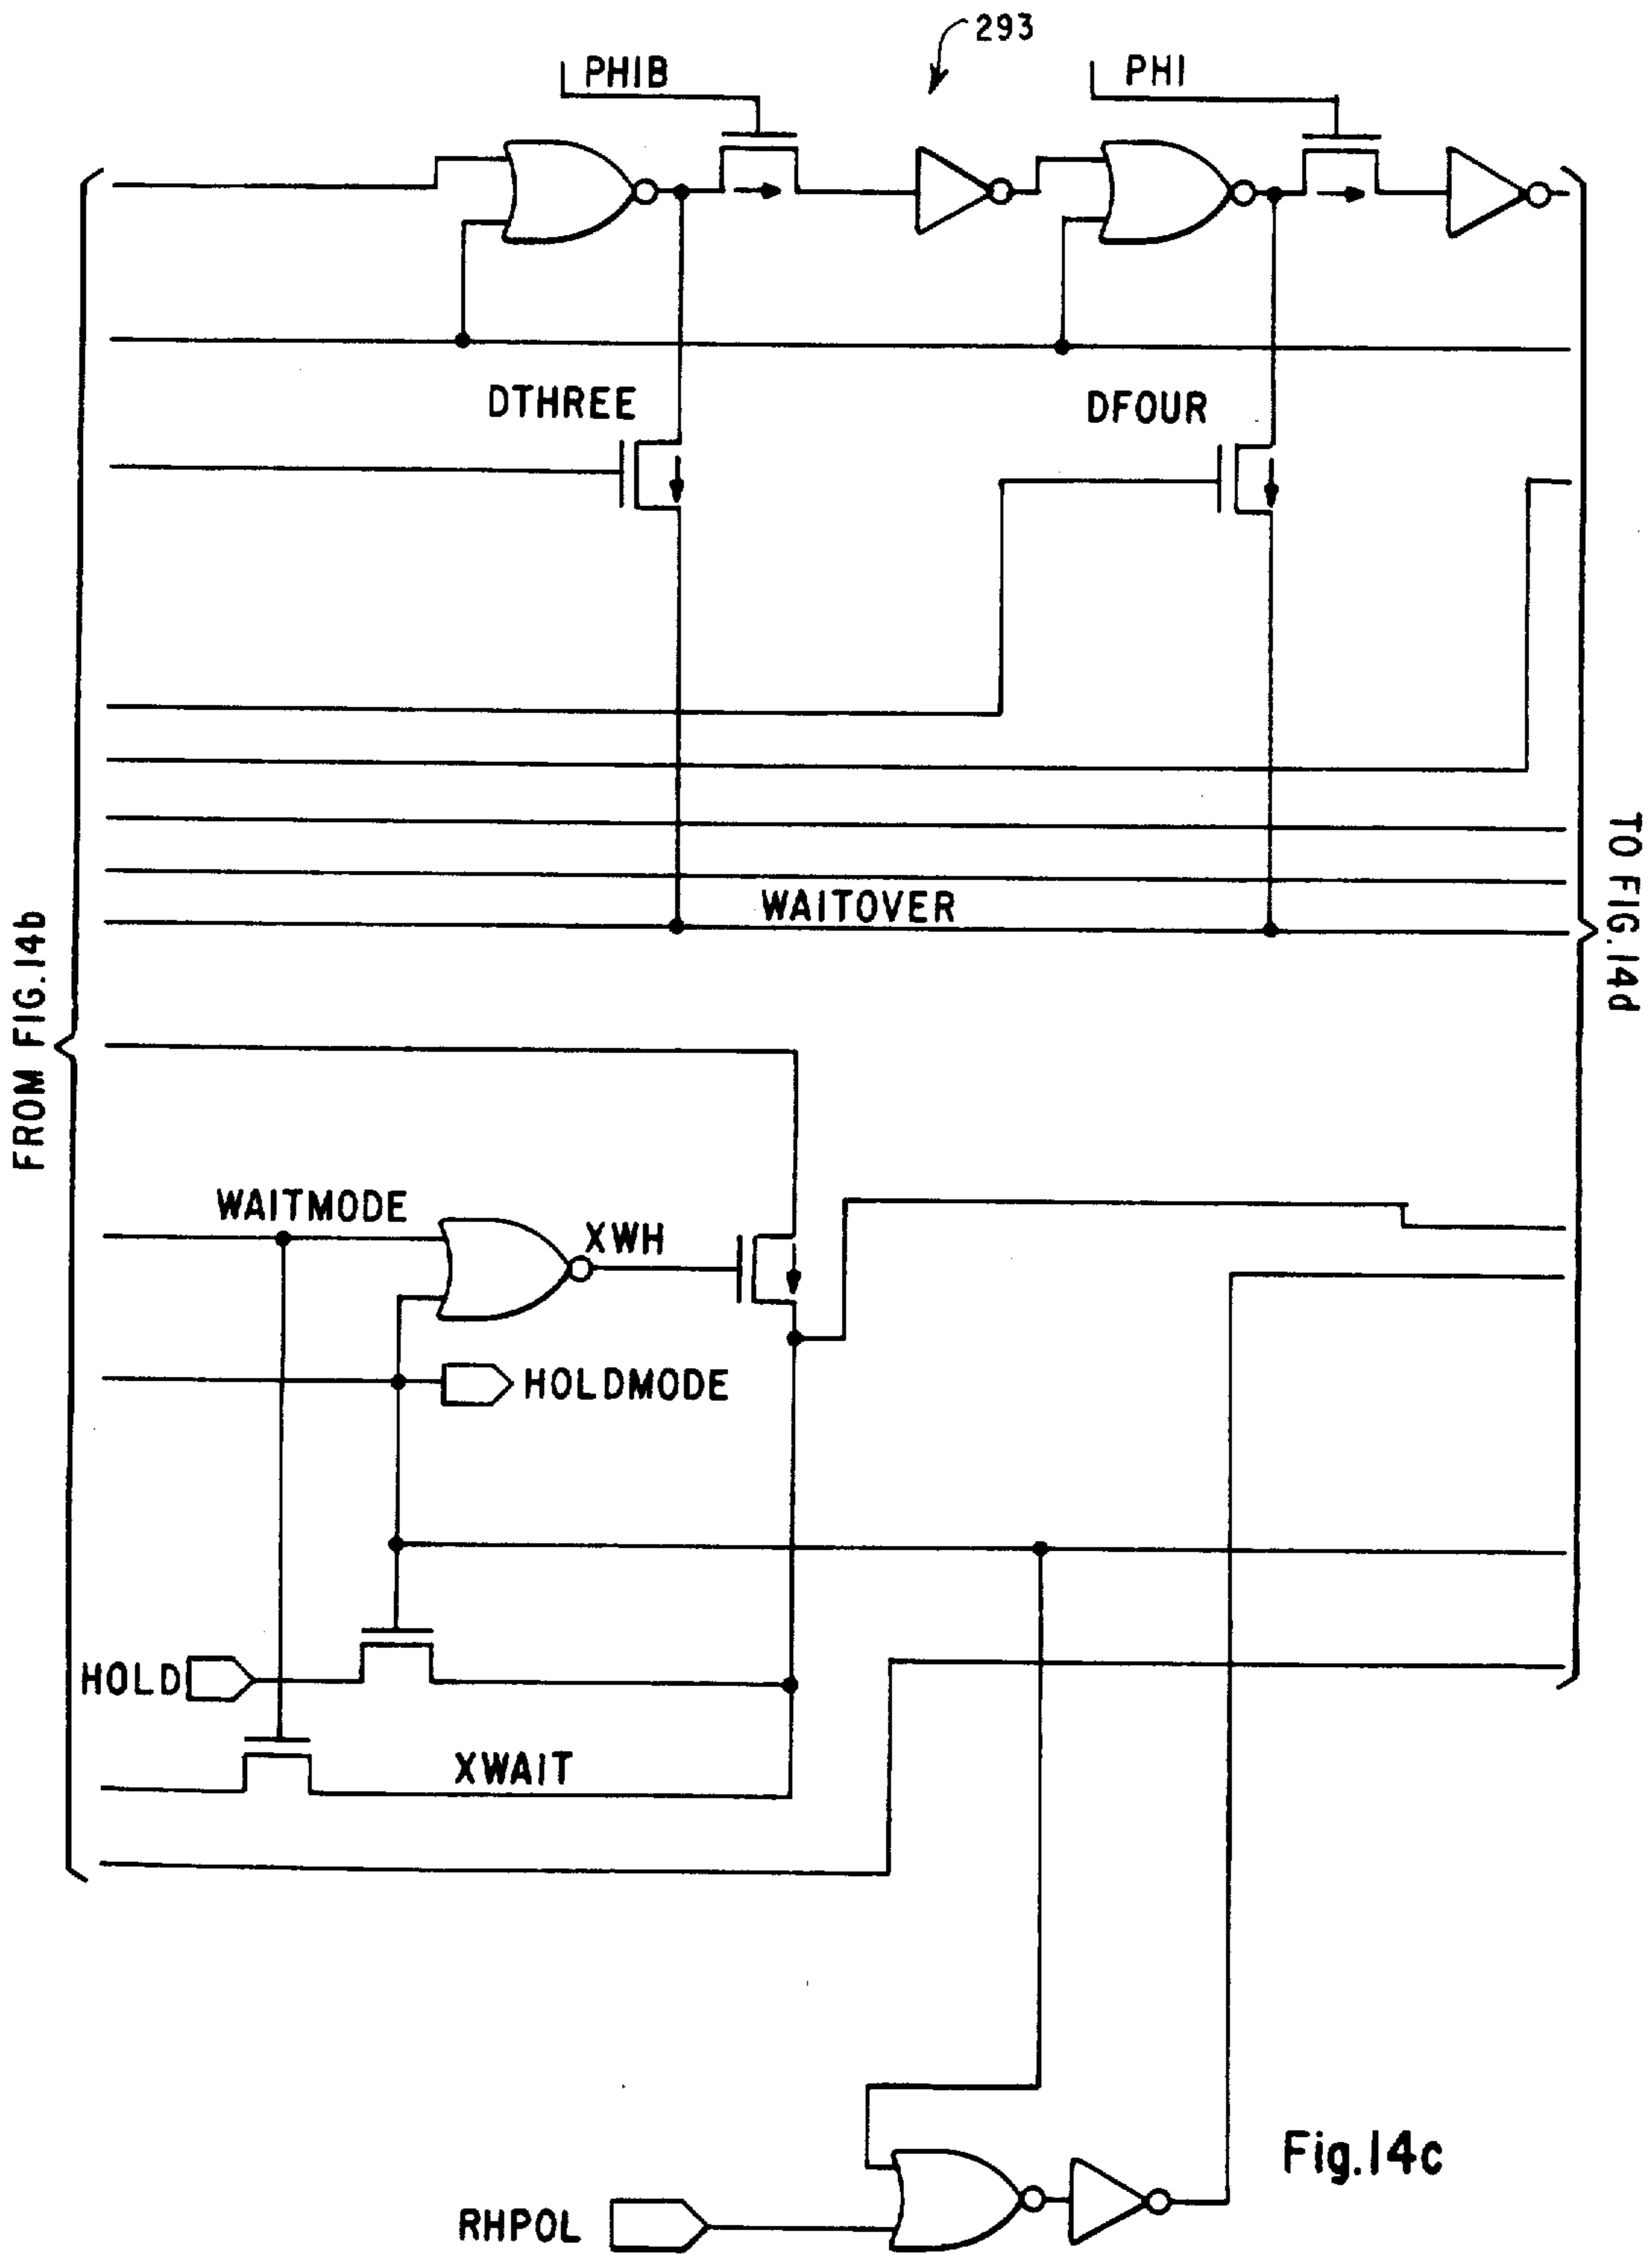 293
PHIB
PHI
DTHREE
DFOUR
WAITOVER
FROM FIG.14b
TO FIG.14d
WAITMODE
XWH
HOLDMODE
HOLD
XWAIT
RHPOL
Fig.14c